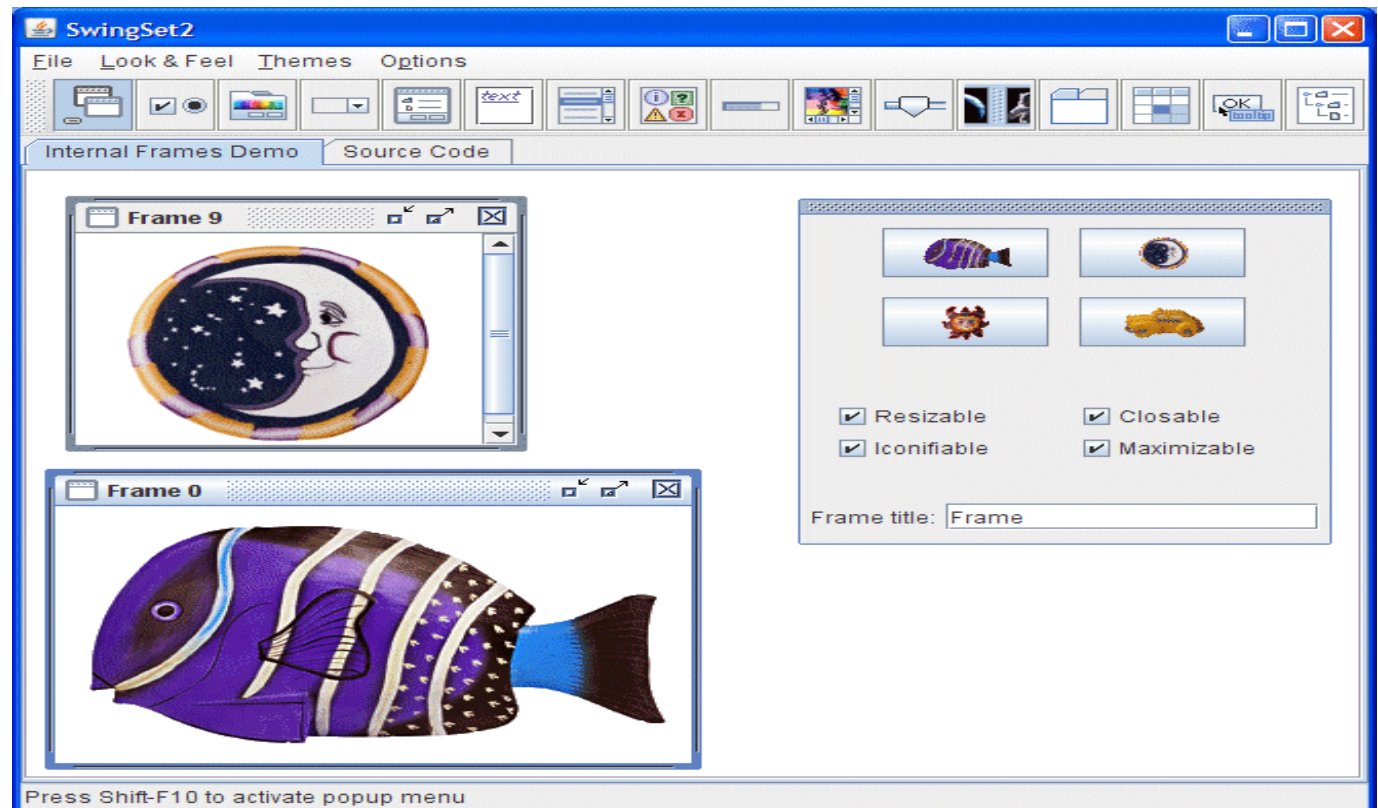 SwingSet2
File Look & Feel Themes Options
text
OK
tooltip
Internal Frames Demo Source Code
Frame 9
Resizable Closable
Iconifiable Maximizable
Frame title: Frame
Frame 0
Press Shift-F10 to activate popup menu